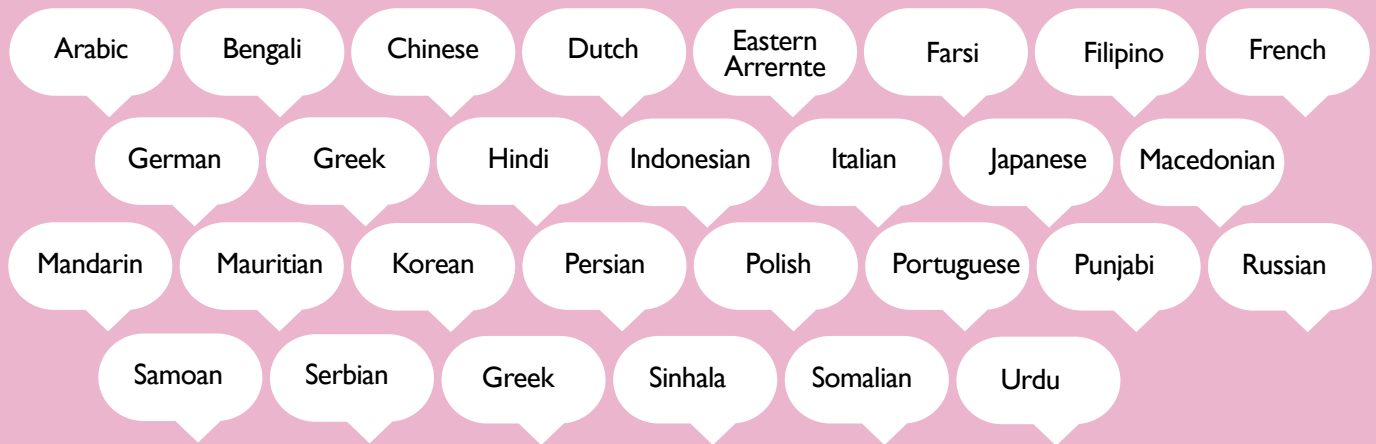 Arabic
Bengali
Chinese
Dutch
Eastern
Arrernte
Farsi
Filipino
French
German
Greek
Hindi
Indonesian
Italian
Japanese
Macedonian
Mandarin
Mauritian
Korean
Persian
Polish
Portuguese
Punjabi
Russian
Samoan
Serbian
Greek
Sinhala
Somalian
Urdu